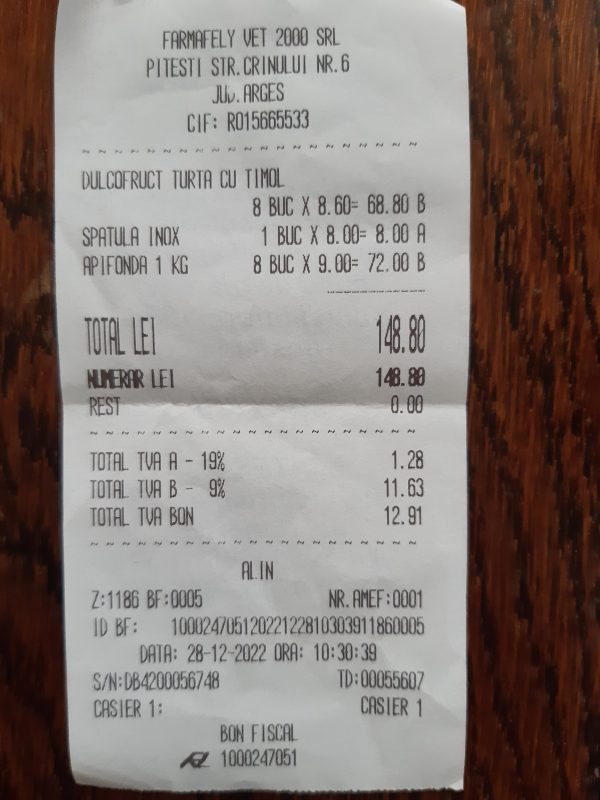 FARMAFELY VET 2000 SRL
PITESTI STR.CRINULUI NR.6
JUD.ARGES
CIF: RO15665533
~ ~ ~ ~ ~ ~ ~ ~ ~ ~ ~ ~ ~ ~ ~ ~ ~ ~ ~ ~ ~
DULCOFRUCT TURTA CU TIMOL
8 BUC X 8.60= 68.80 B
SPATULA INOX 1 BUC X 8.00= 8.00 A
APIFONDA 1 KG 8 BUC X 9.00= 72.00 B
TOTAL LEI 148.80
NUMERAR LEI 148.80
REST 0.00
~ ~ ~ ~ ~ ~ ~ ~ ~ ~ ~ ~ ~ ~ ~ ~ ~ ~ ~ ~ ~
TOTAL TVA A - 19% 1.28
TOTAL TVA B - 9% 11.63
TOTAL TVA BON 12.91
~ ~ ~ ~ ~ ~ ~ ~ ~ ~ ~ ~ ~ ~ ~ ~ ~ ~ ~ ~ ~
ALIN
Z:1186 BF:0005 NR.AMEF:0001
ID BF: 1000247051202212281030391186​0005
DATA: 28-12-2022 ORA: 10:30:39
S/N:DB4200056748 TD:00055607
CASIER 1: CASIER 1
BON FISCAL
1000247051